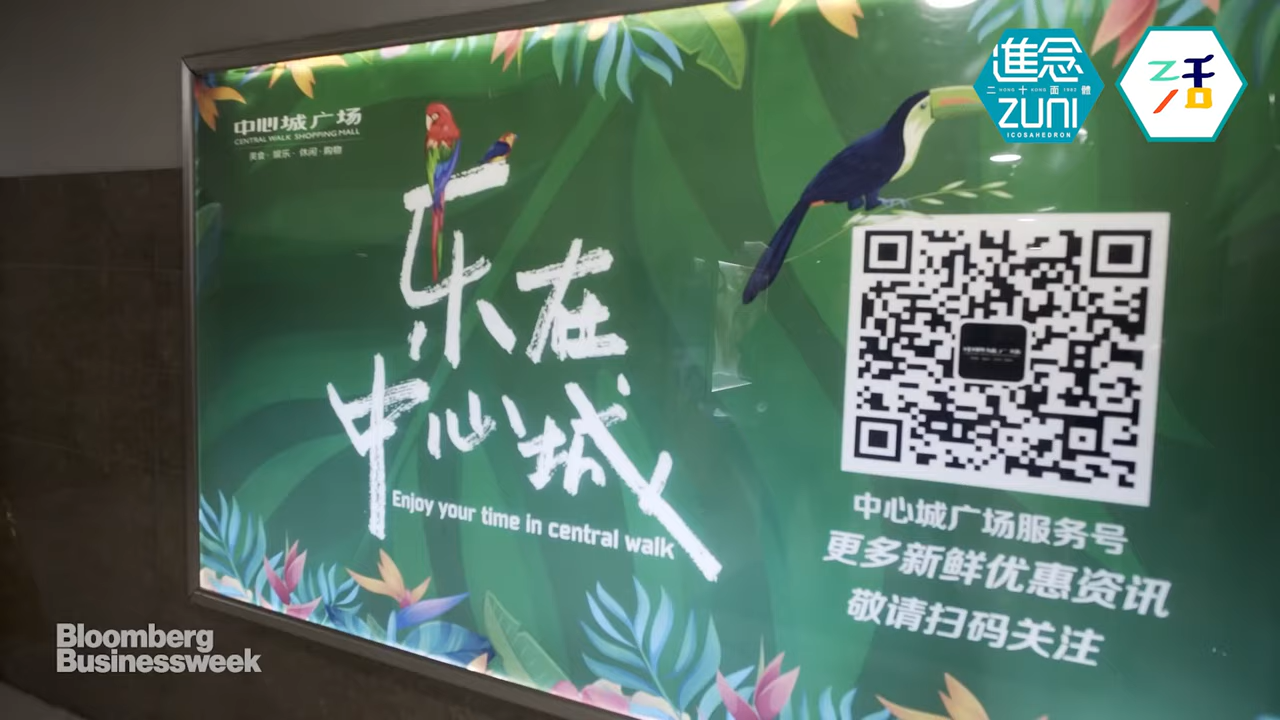 中心城广场
CENTRAL WALK SHOPPING MALL
美食·娱乐·休闲·购物
乐在
中心城
Enjoy your time in central walk
進念
二十面體
HONG KONG 1982
ZUNI
ICOSAHEDRON
活
中心城广场服务号
更多新鲜优惠资讯
敬请扫码关注
Bloomberg
Businessweek